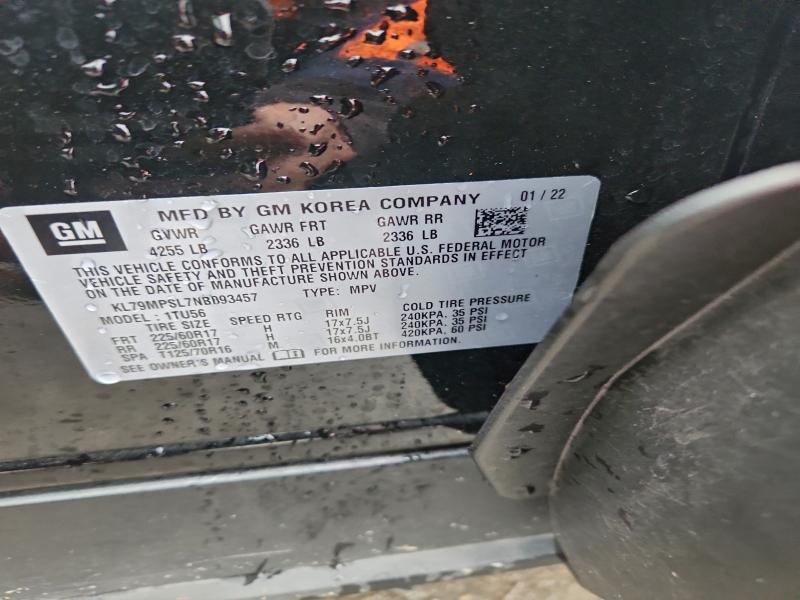 GM
MFD BY GM KOREA COMPANY 01 / 22
GVWR GAWR FRT GAWR RR
4255 LB 2336 LB 2336 LB
THIS VEHICLE CONFORMS TO ALL APPLICABLE U.S. FEDERAL MOTOR
VEHICLE SAFETY AND THEFT PREVENTION STANDARDS IN EFFECT
ON THE DATE OF MANUFACTURE SHOWN ABOVE.
KL79MPSL7NB093457 TYPE: MPV
MODEL: 1TU56
TIRE SIZE SPEED RTG RIM COLD TIRE PRESSURE
FRT 225/60R17 H 17x7.5J 240KPA. 35 PSI
RR 225/60R17 H 17x7.5J 240KPA. 35 PSI
SPA T125/70R16 M 16x4.0BT 420KPA. 60 PSI
SEE OWNER'S MANUAL FOR MORE INFORMATION.